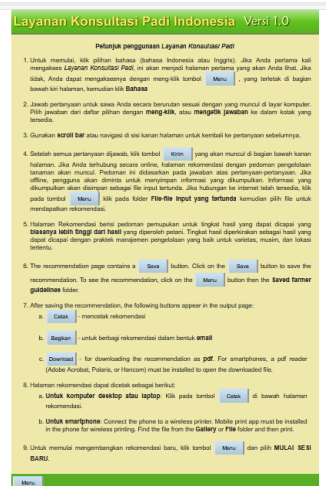 Layanan Konsultasi Padi Indonesia Versi 1.0
Petunjuk penggunaan Layanan Konsultasi Padi
1. Untuk memulai, klik pilihan bahasa (bahasa Indonesia atau Inggris). Jika Anda pertama kali
mengakses Layanan Konsultasi Padi, ini akan menjadi halaman pertama yang akan Anda lihat. Jika
tidak, Anda dapat mengaksesnya dengan meng-klik tombol Menu , yang terletak di bagian
bawah kiri halaman, kemudian klik Bahasa
2. Jawab pertanyaan untuk sawa Anda secara berurutan sesuai dengan yang muncul di layar komputer.
Pilih jawaban dari daftar pilihan dengan meng-klik, atau mengetik jawaban ke dalam kotak yang
tersedia.
3. Gunakan scroll bar atau navigasi di sisi kanan halaman untuk kembali ke pertanyaan sebelumnya.
4. Setelah semua pertanyaan dijawab, klik tombol Kirim yang akan muncul di bagian bawah kanan
halaman. Jika Anda terhubung secara online, halaman rekomendasi dengan pedoman pengelolaan
tanaman akan muncul. Pedoman ini didasarkan pada jawaban atas pertanyaan-pertanyaan. Jika
offline, pengguna akan diminta untuk menyimpan informasi yang dikumpulkan. Informasi yang
dikumpulkan akan disimpan sebagai file input tertunda. Jika hubungan ke internet telah tersedia, klik
pada tombol Menu klik pada folder File-file input yang tertunda kemudian pilih file untuk
mendapatkan rekomendasi.
5. Halaman Rekomendasi berisi pedoman pemupukan untuk tingkat hasil yang dapat dicapai yang
biasanya lebih tinggi dari hasil yang diperoleh petani. Tingkat hasil diperkirakan sebagai hasil yang
dapat dicapai dengan praktek manajemen pengelolaan yang baik untuk varietas, musim, dan lokasi
tertentu.
6. The recommendation page contains a Save button. Click on the Save button to save the
recommendation. To see the recommendation, click on the Menu button then the Saved farmer
guidelines folder.
7. After saving the recommendation, the following buttons appear in the output page:
a. Cetak - mencetak rekomendasi
b. Bagikan - untuk berbagi rekomendasi dalam bentuk email
c. Download - for downloading the recommendation as pdf. For smartphones, a pdf reader
(Adobe Acrobat, Polaris, or Hancom) must be installed to open the downloaded file.
8. Halaman rekomendasi dapat dicetak sebagai berikut:
a. Untuk komputer desktop atau laptop: Klik pada tombol Cetak di bawah halaman
rekomendasi.
b. Untuk smartfone: Connect the phone to a wireless printer. Mobile print app must be installed
in the phone for wireless printing. Find the file from the Gallery or File folder and then print.
9. Untuk memulai mengembangkan rekomendasi baru, klik tombol Menu dan pilih MULAI SESI
BARU.
Menu